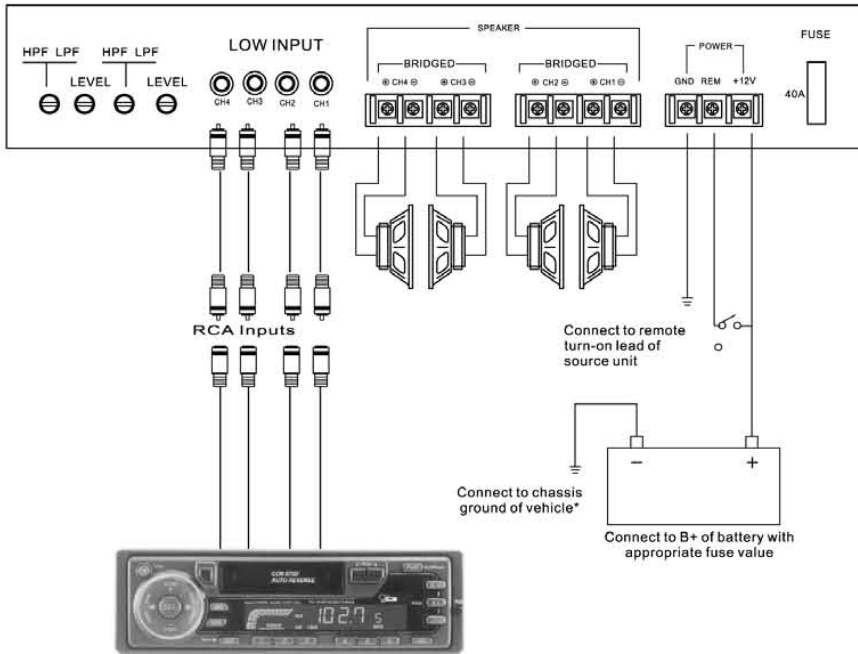 SPEAKER
POWER
FUSE
HPF LPF HPF LPF
LEVEL LEVEL
LOW INPUT
CH4 CH3 CH2 CH1
BRIDGED BRIDGED
⊕ CH4 ⊖ ⊕ CH3 ⊖
⊕ CH2 ⊖ ⊕ CH1 ⊖
GND REM +12V
40A
RCA Inputs
Connect to remote
turn-on lead of
source unit
− +
Connect to chassis
ground of vehicle*
Connect to B+ of battery with
appropriate fuse value
AUTO-REVERSE
102.7 5